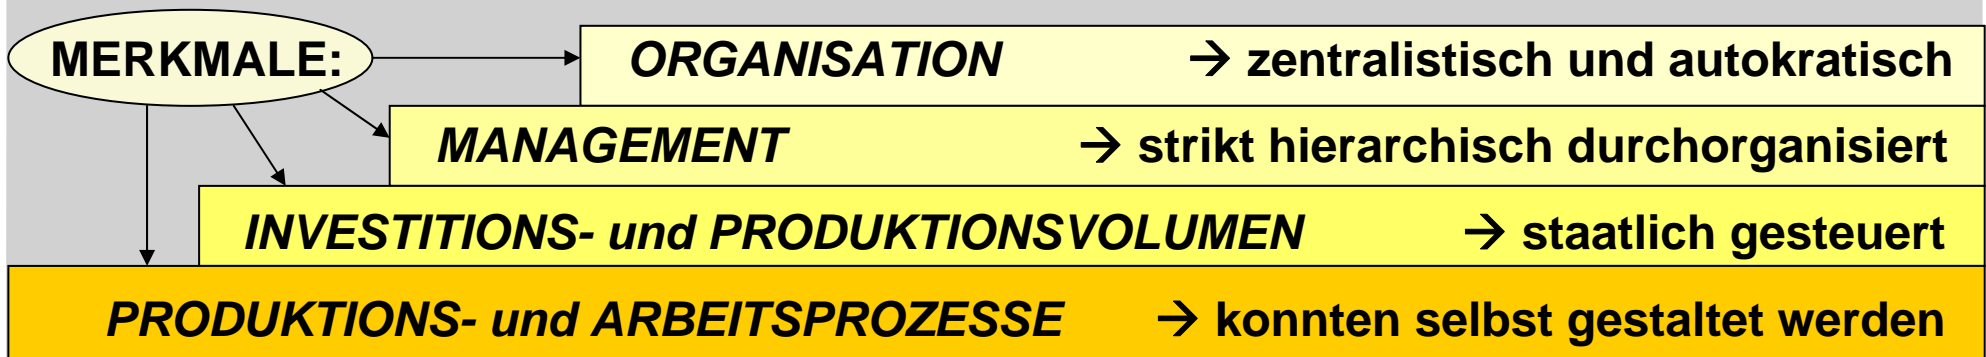 MERKMALE: ORGANISATION → zentralistisch und autokratisch
MANAGEMENT → strikt hierarchisch durchorganisiert
INVESTITIONS- und PRODUKTIONSVOLUMEN → staatlich gesteuert
PRODUKTIONS- und ARBEITSPROZESSE → konnten selbst gestaltet werden